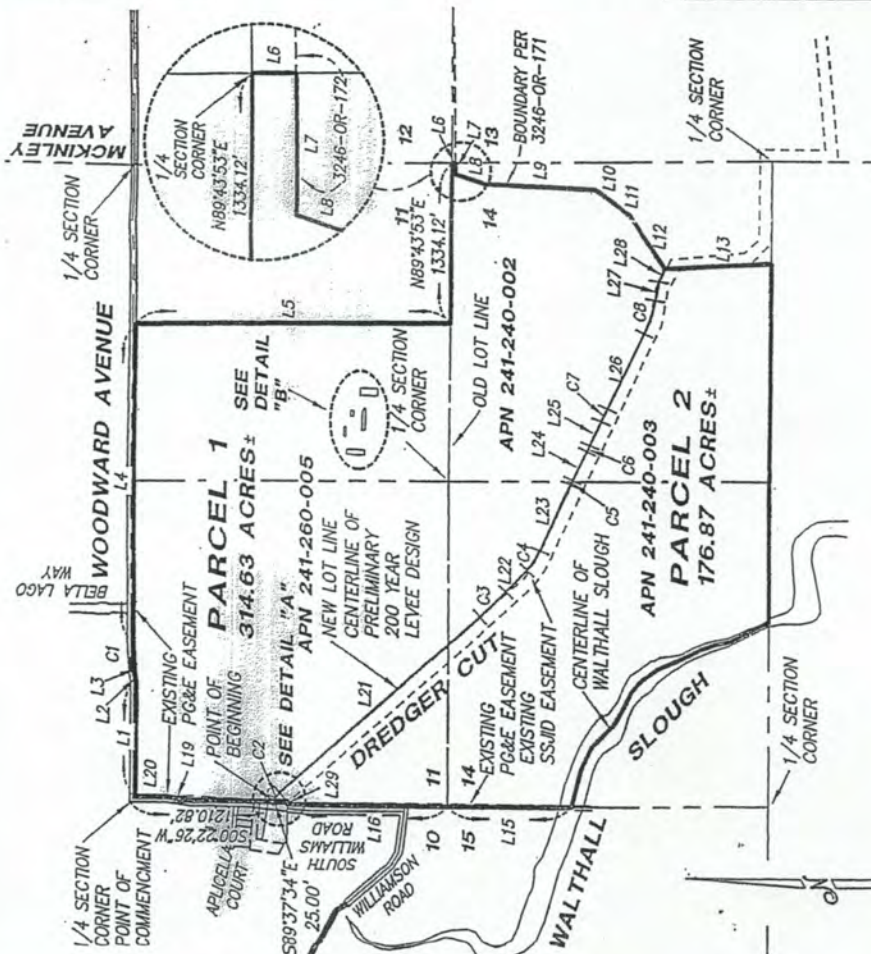 MCKINLEY
AVENUE
1/4 SECTION
CORNER
WOODWARD AVENUE
BELLA LAGO
WAY
L4
L5
L6
1/4
SECTION
CORNER
N89°43'53"E
1334.12'
L7
L8
3246-OR-172
12
11
13
14
L6
L7
L8
N89°43'53"E
1334.12'
BOUNDARY PER
3246-OR-171
L9
L10
L11
L12
L13
1/4 SECTION
CORNER
PARCEL 1
314.63 ACRES±
APN 241-260-005
SEE
DETAIL
"B"
1/4 SECTION
CORNER
OLD LOT LINE
APN 241-240-002
NEW LOT LINE
CENTERLINE OF
PRELIMINARY
200 YEAR
LEVEE DESIGN
L28
L27
C8
L26
C7
L25
L24
C6
C5
L23
C4
L22
C3
L21
DREDGER CUT
PARCEL 2
176.87 ACRES±
APN 241-240-003
C1
L3
L2
L1
L20
EXISTING
L19 PG&E EASEMENT
POINT OF
BEGINNING
C2
SEE DETAIL "A"
L29
1/4 SECTION
CORNER
POINT OF
COMMENCMENT
S00°22'26"W
1210.82'
APLICELLA
COURT
S89°37'34"E
25.00'
SOUTH
WILLIAMS
ROAD
WILLIAMSON
ROAD
L16
10
11
15
14
L15
EXISTING
PG&E EASEMENT
EXISTING
SSJID EASEMENT
CENTERLINE OF
WALTHALL SLOUGH
WALTHALL
SLOUGH
1/4 SECTION
CORNER